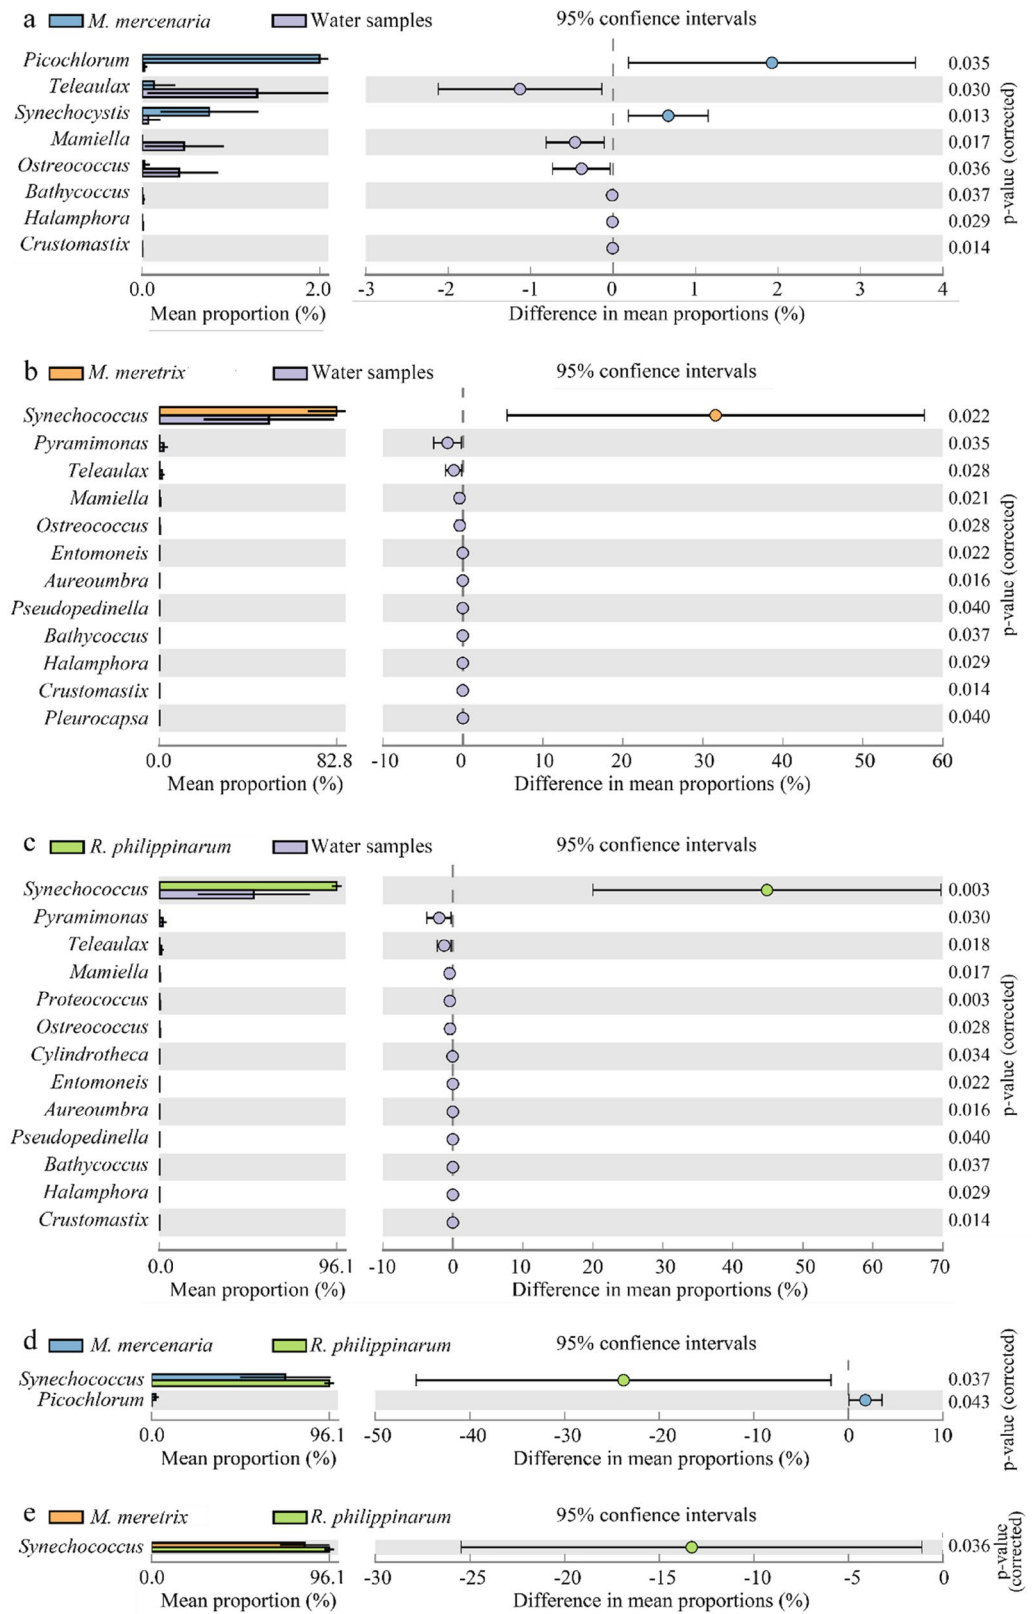 a M. mercenaria Water samples 95% confience intervals
Picochlorum 0.035
Teleaulax 0.030
Synechocystis 0.013
Mamiella 0.017
Ostreococcus 0.036
Bathycoccus 0.037
Halamphora 0.029
Crustomastix 0.014
p-value (corrected)
0.0 2.0 -3 -2 -1 0 1 2 3 4
Mean proportion (%) Difference in mean proportions (%)
b M. meretrix Water samples 95% confience intervals
Synechococcus 0.022
Pyramimonas 0.035
Teleaulax 0.028
Mamiella 0.021
Ostreococcus 0.028
Entomoneis 0.022
Aureoumbra 0.016
Pseudopedinella 0.040
Bathycoccus 0.037
Halamphora 0.029
Crustomastix 0.014
Pleurocapsa 0.040
p-value (corrected)
0.0 82.8 -10 0 10 20 30 40 50 60
Mean proportion (%) Difference in mean proportions (%)
c R. philippinarum Water samples 95% confience intervals
Synechococcus 0.003
Pyramimonas 0.030
Teleaulax 0.018
Mamiella 0.017
Proteococcus 0.003
Ostreococcus 0.028
Cylindrotheca 0.034
Entomoneis 0.022
Aureoumbra 0.016
Pseudopedinella 0.040
Bathycoccus 0.037
Halamphora 0.029
Crustomastix 0.014
p-value (corrected)
0.0 96.1 -10 0 10 20 30 40 50 60 70
Mean proportion (%) Difference in mean proportions (%)
d M. mercenaria R. philippinarum 95% confience intervals
Synechococcus 0.037
Picochlorum 0.043
p-value (corrected)
0.0 96.1 -50 -40 -30 -20 -10 0 10
Mean proportion (%) Difference in mean proportions (%)
e M. meretrix R. philippinarum 95% confience intervals
Synechococcus 0.036
p-value
(corrected)
0.0 96.1 -30 -25 -20 -15 -10 -5 0
Mean proportion (%) Difference in mean proportions (%)